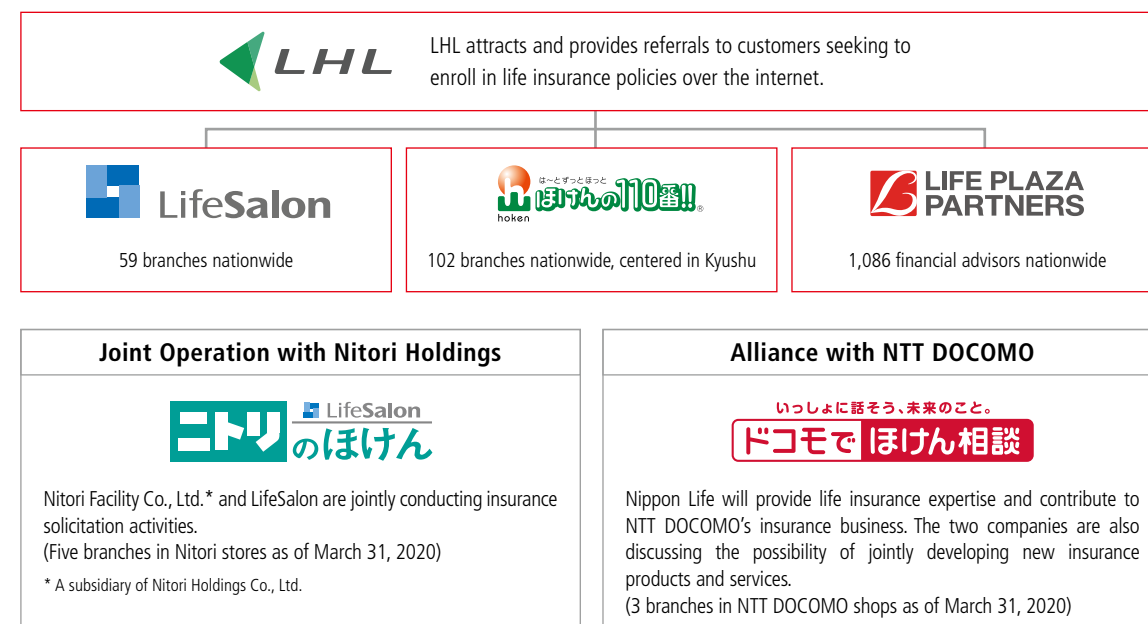 LHL
LHL attracts and provides referrals to customers seeking to
enroll in life insurance policies over the internet.
LifeSalon
59 branches nationwide
は〜とずっとほっと
h ほけんの110番!!®
hoken
102 branches nationwide, centered in Kyushu
LIFE PLAZA
PARTNERS
1,086 financial advisors nationwide
Joint Operation with Nitori Holdings
ニトリ
LifeSalon
のほけん
Nitori Facility Co., Ltd.* and LifeSalon are jointly conducting insurance
solicitation activities.
(Five branches in Nitori stores as of March 31, 2020)
* A subsidiary of Nitori Holdings Co., Ltd.
Alliance with NTT DOCOMO
いっしょに話そう、未来のこと。
ドコモで ほけん相談
Nippon Life will provide life insurance expertise and contribute to
NTT DOCOMO’s insurance business. The two companies are also
discussing the possibility of jointly developing new insurance
products and services.
(3 branches in NTT DOCOMO shops as of March 31, 2020)